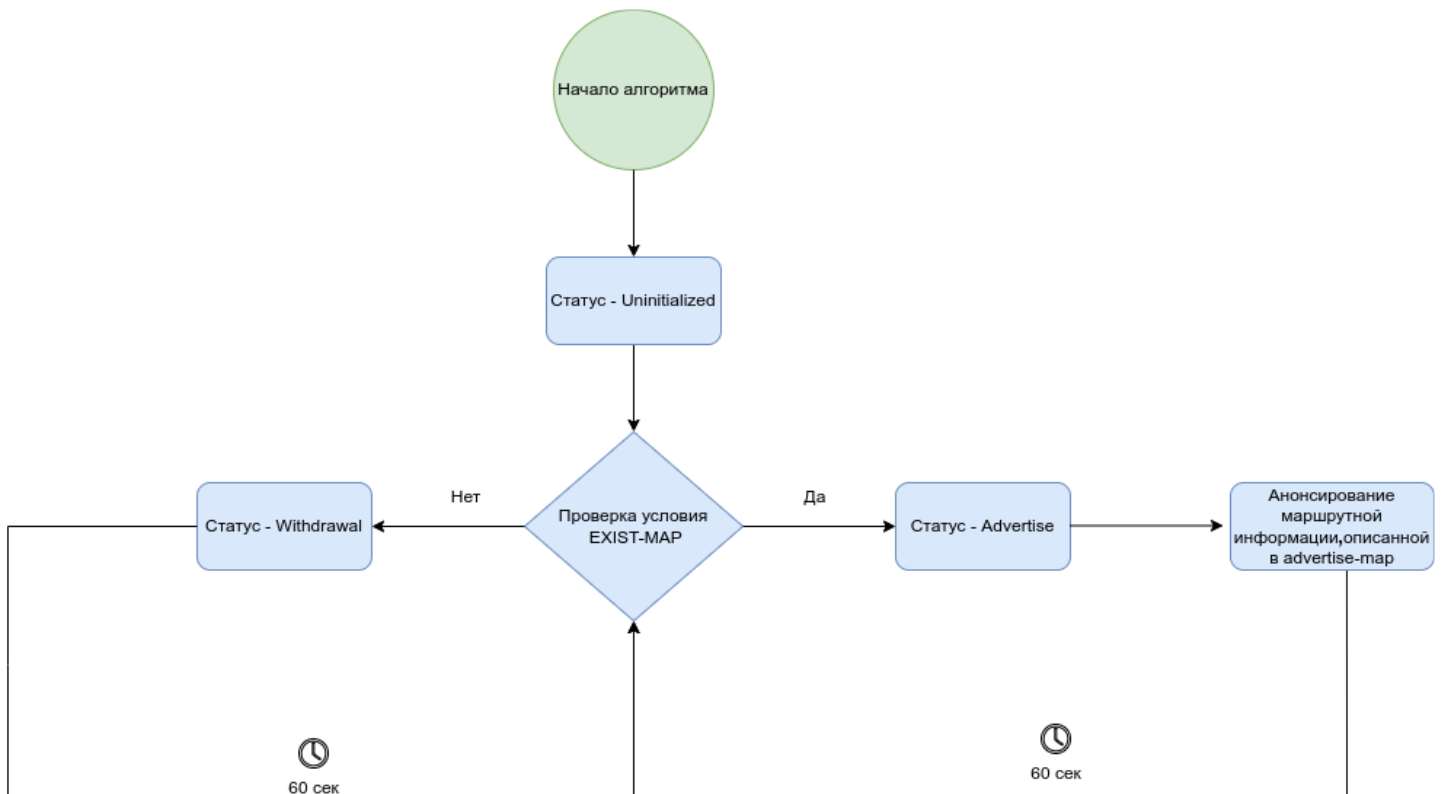 Начало алгоритма
Статус - Uninitialized
Нет
Да
Статус - Withdrawal
Проверка условия
EXIST-MAP
Статус - Advertise
Анонсирование
маршрутной
информации,описанной
в advertise-map
60 сек
60 сек